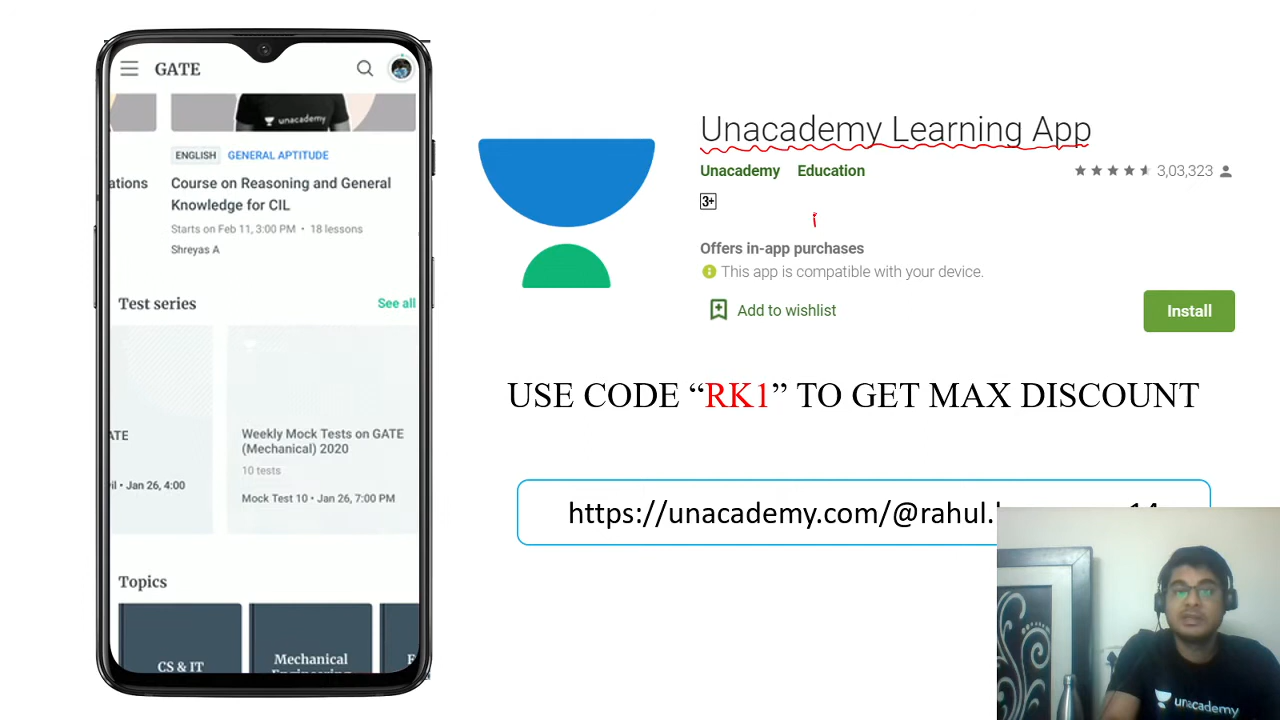 GATE
unacademy
ENGLISH GENERAL APTITUDE
ations
Course on Reasoning and General
Knowledge for CIL
Starts on Feb 11, 3:00 PM • 18 lessons
Shreyas A
Test series
See all
ATE
Weekly Mock Tests on GATE
(Mechanical) 2020
10 tests
il • Jan 26, 4:00
Mock Test 10 • Jan 26, 7:00 PM
Topics
CS & IT
Mechanical
Engineering
Unacademy Learning App
Unacademy Education
3,03,323
3+
Offers in-app purchases
This app is compatible with your device.
Add to wishlist
Install
USE CODE “RK1” TO GET MAX DISCOUNT
https://unacademy.com/@rahul.
unacademy